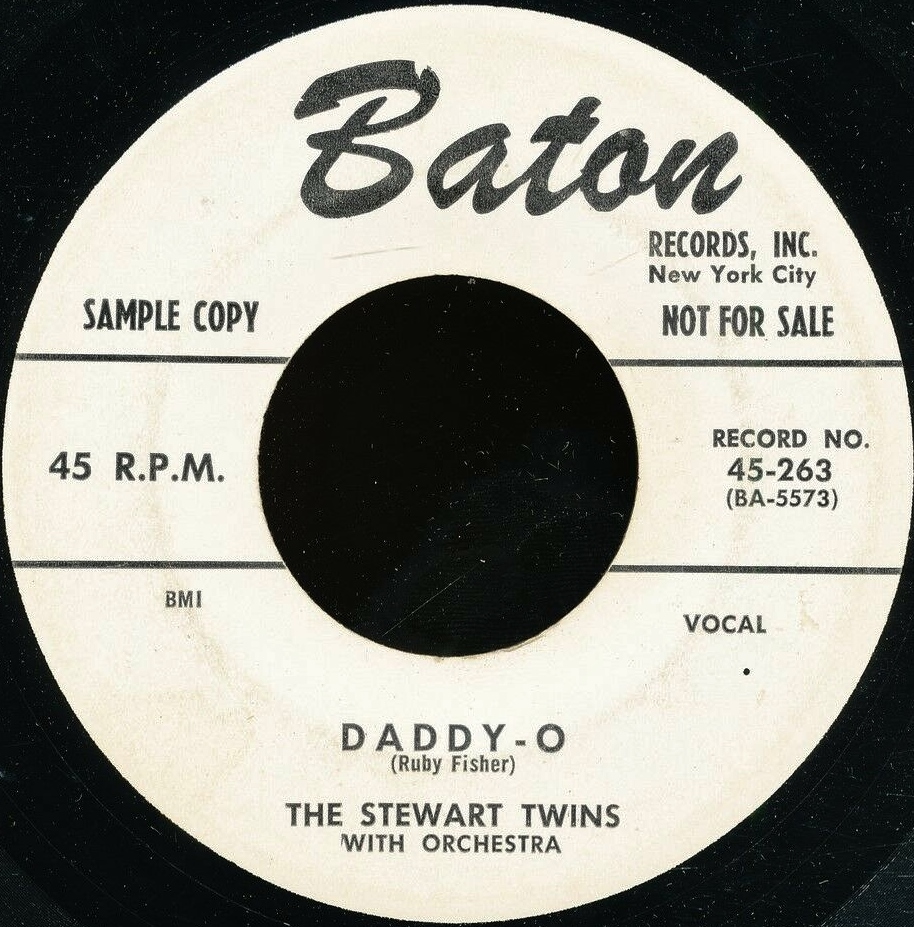 Baton
RECORDS, INC.
New York City
SAMPLE COPY
NOT FOR SALE
45 R.P.M.
RECORD NO.
45-263
(BA-5573)
BMI
VOCAL
DADDY-O
(Ruby Fisher)
THE STEWART TWINS
WITH ORCHESTRA